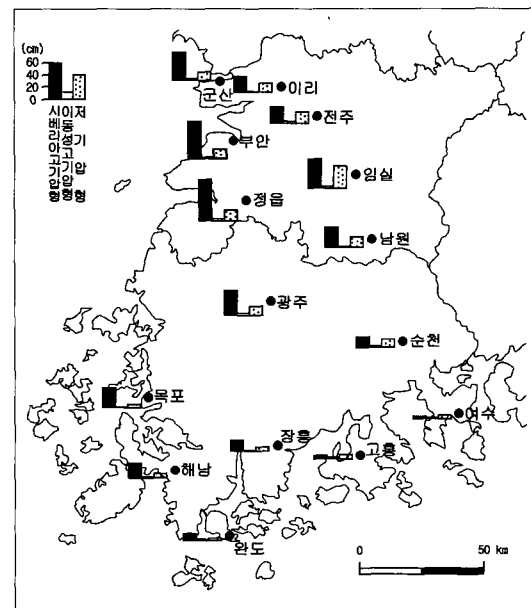 (cm)
60
40
20
0
시베리아고기압형
이동성고기압형
저기압형
군산
이리
전주
부안
임실
정읍
남원
광주
순천
목포
여수
장흥
고흥
해남
완도
0 50 km